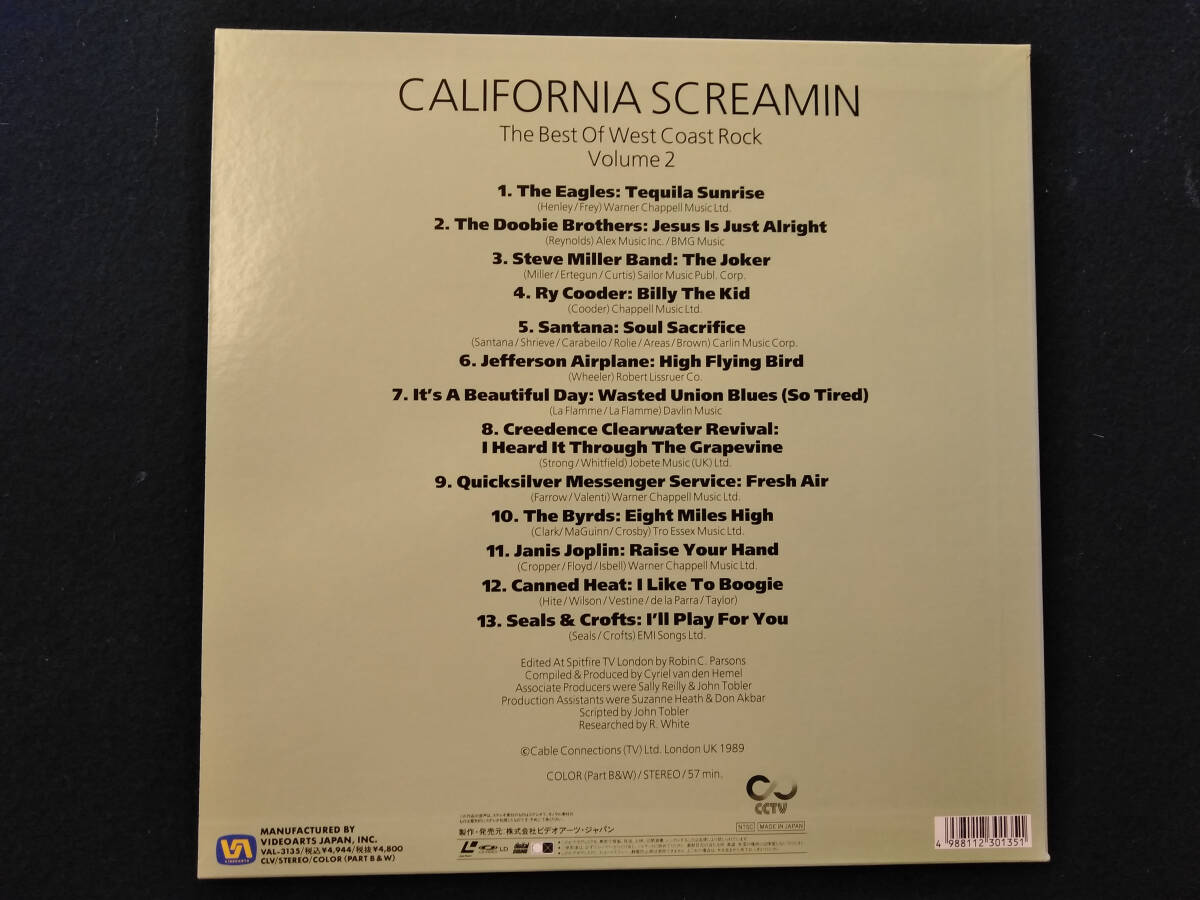 CALIFORNIA SCREAMIN
The Best Of West Coast Rock
Volume 2
1. The Eagles: Tequila Sunrise
(Henley/Frey) Warner Chappell Music Ltd.
2. The Doobie Brothers: Jesus Is Just Alright
(Reynolds) Alex Music Inc./BMG Music
3. Steve Miller Band: The Joker
(Miller/Ertegun/Curtis) Sailor Music Publ. Corp.
4. Ry Cooder: Billy The Kid
(Cooder) Chappell Music Ltd.
5. Santana: Soul Sacrifice
(Santana/Shrieve/Carabello/Rolie/Areas/Brown) Carlin Music Corp.
6. Jefferson Airplane: High Flying Bird
(Wheeler) Robert Lissruer Co.
7. It's A Beautiful Day: Wasted Union Blues (So Tired)
(La Flamme/La Flamme) Davlin Music
8. Creedence Clearwater Revival:
I Heard It Through The Grapevine
(Strong/Whitfield) Jobete Music (UK) Ltd.
9. Quicksilver Messenger Service: Fresh Air
(Farrow/Valenti) Warner Chappell Music Ltd.
10. The Byrds: Eight Miles High
(Clark/MaGuinn/Crosby) Tro Essex Music Ltd.
11. Janis Joplin: Raise Your Hand
(Cropper/Floyd/Isbell) Warner Chappell Music Ltd.
12. Canned Heat: I Like To Boogie
(Hite/Wilson/Vestine/de la Parra/Taylor)
13. Seals & Crofts: I'll Play For You
(Seals/Crofts) EMI Songs Ltd.
Edited At Spitfire TV London by Robin C. Parsons
Compiled & Produced by Cyriel van den Hemel
Associate Producers were Sally Reilly & John Tobler
Production Assistants were Suzanne Heath & Don Akbar
Scripted by John Tobler
Researched by R. White
©Cable Connections (TV) Ltd. London UK 1989
COLOR (Part B&W)/STEREO/57 min.
CCTV
VIDEOARTS
MANUFACTURED BY
VIDEOARTS JAPAN, INC.
VAL-3135/税込¥4,944/税抜¥4,800
CLV/STEREO/COLOR (PART B&W)
製作・発売元 株式会社ビデオアーツ・ジャパン
LD
NTSC MADE IN JAPAN
4 988112 301351